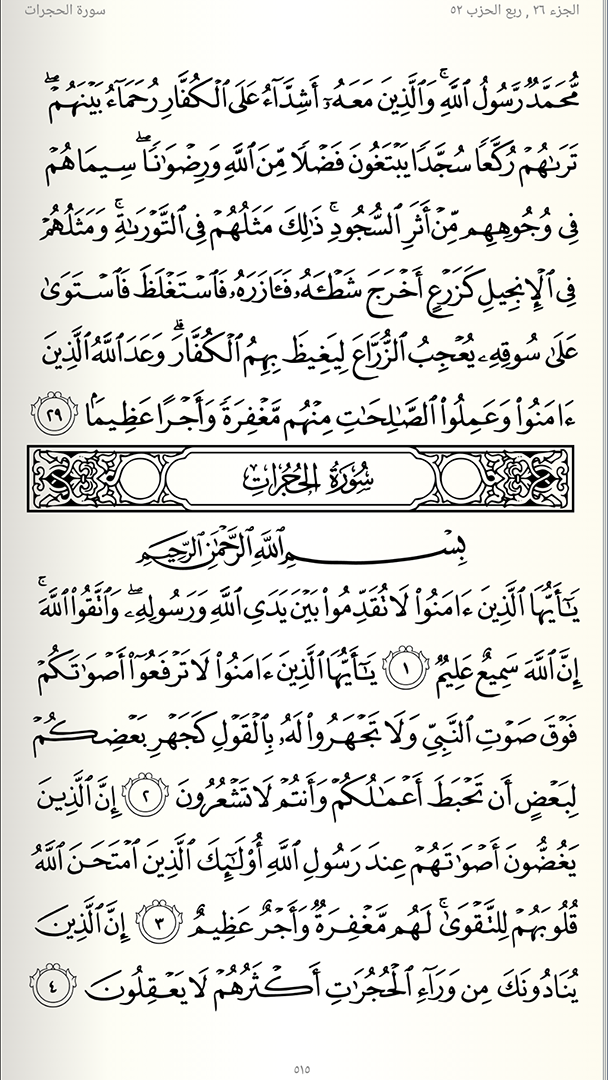 الجزء ٢٦ , ربع الحزب ٥٢
سورة الحجرات
مُّحَمَّدٌ رَّسُولُ ٱللَّهِۚ وَٱلَّذِينَ مَعَهُۥٓ أَشِدَّآءُ عَلَى ٱلْكُفَّارِ رُحَمَآءُ بَيْنَهُمْۖ
تَرَىٰهُمْ رُكَّعًا سُجَّدًا يَبْتَغُونَ فَضْلًا مِّنَ ٱللَّهِ وَرِضْوَٰنًاۖ سِيمَاهُمْ
فِى وُجُوهِهِم مِّنْ أَثَرِ ٱلسُّجُودِۚ ذَٰلِكَ مَثَلُهُمْ فِى ٱلتَّوْرَىٰةِۚ وَمَثَلُهُمْ
فِى ٱلْإِنجِيلِ كَزَرْعٍ أَخْرَجَ شَطْـَٔهُۥ فَـَٔازَرَهُۥ فَٱسْتَغْلَظَ فَٱسْتَوَىٰ
عَلَىٰ سُوقِهِۦ يُعْجِبُ ٱلزُّرَّاعَ لِيَغِيظَ بِهِمُ ٱلْكُفَّارَۗ وَعَدَ ٱللَّهُ ٱلَّذِينَ
ءَامَنُوا۟ وَعَمِلُوا۟ ٱلصَّٰلِحَٰتِ مِنْهُم مَّغْفِرَةً وَأَجْرًا عَظِيمًۢا ٢٩
سُورَةُ الحُجُرَاتِ
بِسْمِ ٱللَّهِ ٱلرَّحْمَٰنِ ٱلرَّحِيمِ
يَٰٓأَيُّهَا ٱلَّذِينَ ءَامَنُوا۟ لَا تُقَدِّمُوا۟ بَيْنَ يَدَىِ ٱللَّهِ وَرَسُولِهِۦۖ وَٱتَّقُوا۟ ٱللَّهَۚ
إِنَّ ٱللَّهَ سَمِيعٌ عَلِيمٌ ١ يَٰٓأَيُّهَا ٱلَّذِينَ ءَامَنُوا۟ لَا تَرْفَعُوٓا۟ أَصْوَٰتَكُمْ
فَوْقَ صَوْتِ ٱلنَّبِىِّ وَلَا تَجْهَرُوا۟ لَهُۥ بِٱلْقَوْلِ كَجَهْرِ بَعْضِكُمْ
لِبَعْضٍ أَن تَحْبَطَ أَعْمَٰلُكُمْ وَأَنتُمْ لَا تَشْعُرُونَ ٢ إِنَّ ٱلَّذِينَ
يَغُضُّونَ أَصْوَٰتَهُمْ عِندَ رَسُولِ ٱللَّهِ أُو۟لَٰٓئِكَ ٱلَّذِينَ ٱمْتَحَنَ ٱللَّهُ
قُلُوبَهُمْ لِلتَّقْوَىٰۚ لَهُم مَّغْفِرَةٌ وَأَجْرٌ عَظِيمٌ ٣ إِنَّ ٱلَّذِينَ
يُنَادُونَكَ مِن وَرَآءِ ٱلْحُجُرَٰتِ أَكْثَرُهُمْ لَا يَعْقِلُونَ ٤
٥١٥